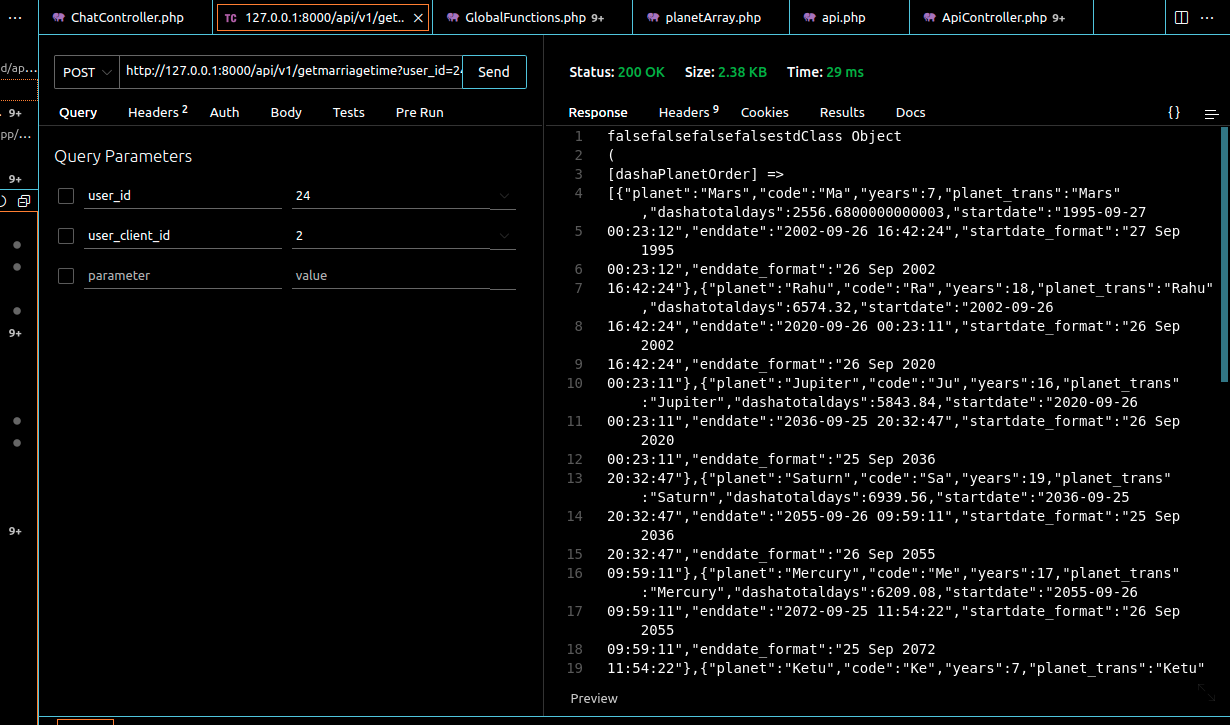 ChatController.php
TC 127.0.0.1:8000/api/v1/get..
GlobalFunctions.php 9+
planetArray.php
api.php
ApiController.php 9+
d/ap...
9+
pp/...
9+
9+
9+
POST
http://127.0.0.1:8000/api/v1/getmarriagetime?user_id=24
Send
Query
Headers 2
Auth
Body
Tests
Pre Run
Query Parameters
user_id 24
user_client_id 2
parameter value
Status: 200 OK Size: 2.38 KB Time: 29 ms
Response
Headers 9
Cookies
Results
Docs
{}
1 falsefalsefalsefalsestdClass Object
2 (
3 [dashaPlanetOrder] =>
4 [{"planet":"Mars","code":"Ma","years":7,"planet_trans":"Mars"
,"dashatotaldays":2556.6800000000003,"startdate":"1995-09-27
5 00:23:12","enddate":"2002-09-26 16:42:24","startdate_format":"27 Sep
1995
6 00:23:12","enddate_format":"26 Sep 2002
7 16:42:24"},{"planet":"Rahu","code":"Ra","years":18,"planet_trans":"Rahu"
,"dashatotaldays":6574.32,"startdate":"2002-09-26
8 16:42:24","enddate":"2020-09-26 00:23:11","startdate_format":"26 Sep
2002
9 16:42:24","enddate_format":"26 Sep 2020
10 00:23:11"},{"planet":"Jupiter","code":"Ju","years":16,"planet_trans"
:"Jupiter","dashatotaldays":5843.84,"startdate":"2020-09-26
11 00:23:11","enddate":"2036-09-25 20:32:47","startdate_format":"26 Sep
2020
12 00:23:11","enddate_format":"25 Sep 2036
13 20:32:47"},{"planet":"Saturn","code":"Sa","years":19,"planet_trans"
:"Saturn","dashatotaldays":6939.56,"startdate":"2036-09-25
14 20:32:47","enddate":"2055-09-26 09:59:11","startdate_format":"25 Sep
2036
15 20:32:47","enddate_format":"26 Sep 2055
16 09:59:11"},{"planet":"Mercury","code":"Me","years":17,"planet_trans"
:"Mercury","dashatotaldays":6209.08,"startdate":"2055-09-26
17 09:59:11","enddate":"2072-09-25 11:54:22","startdate_format":"26 Sep
2055
18 09:59:11","enddate_format":"25 Sep 2072
19 11:54:22"},{"planet":"Ketu","code":"Ke","years":7,"planet_trans":"Ketu"
Preview